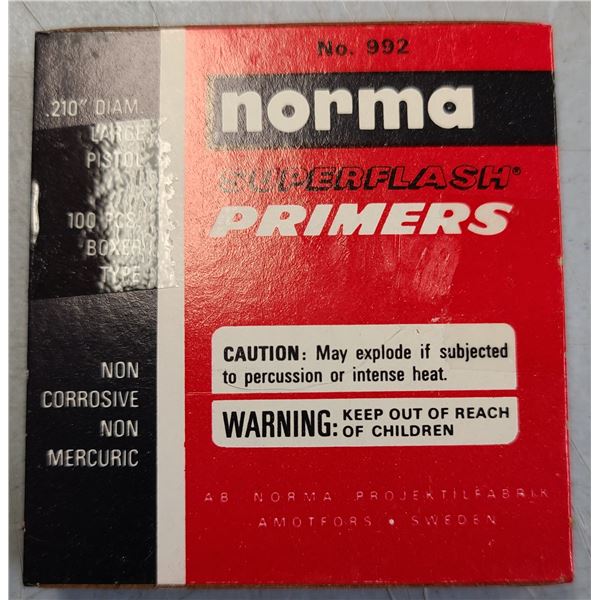 No. 992
norma
SUPERFLASH®
PRIMERS
.210" DIAM
LARGE
PISTOL
100 PCS.
BOXER
TYPE
NON
CORROSIVE
NON
MERCURIC
CAUTION: May explode if subjected
to percussion or intense heat.
WARNING: KEEP OUT OF REACH
OF CHILDREN
AB NORMA PROJEKTILFABRIK
AMOTFORS • SWEDEN